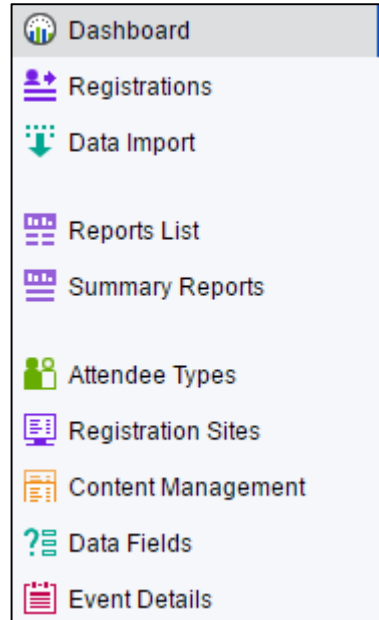 Dashboard
Registrations
Data Import
Reports List
Summary Reports
Attendee Types
Registration Sites
Content Management
Data Fields
Event Details